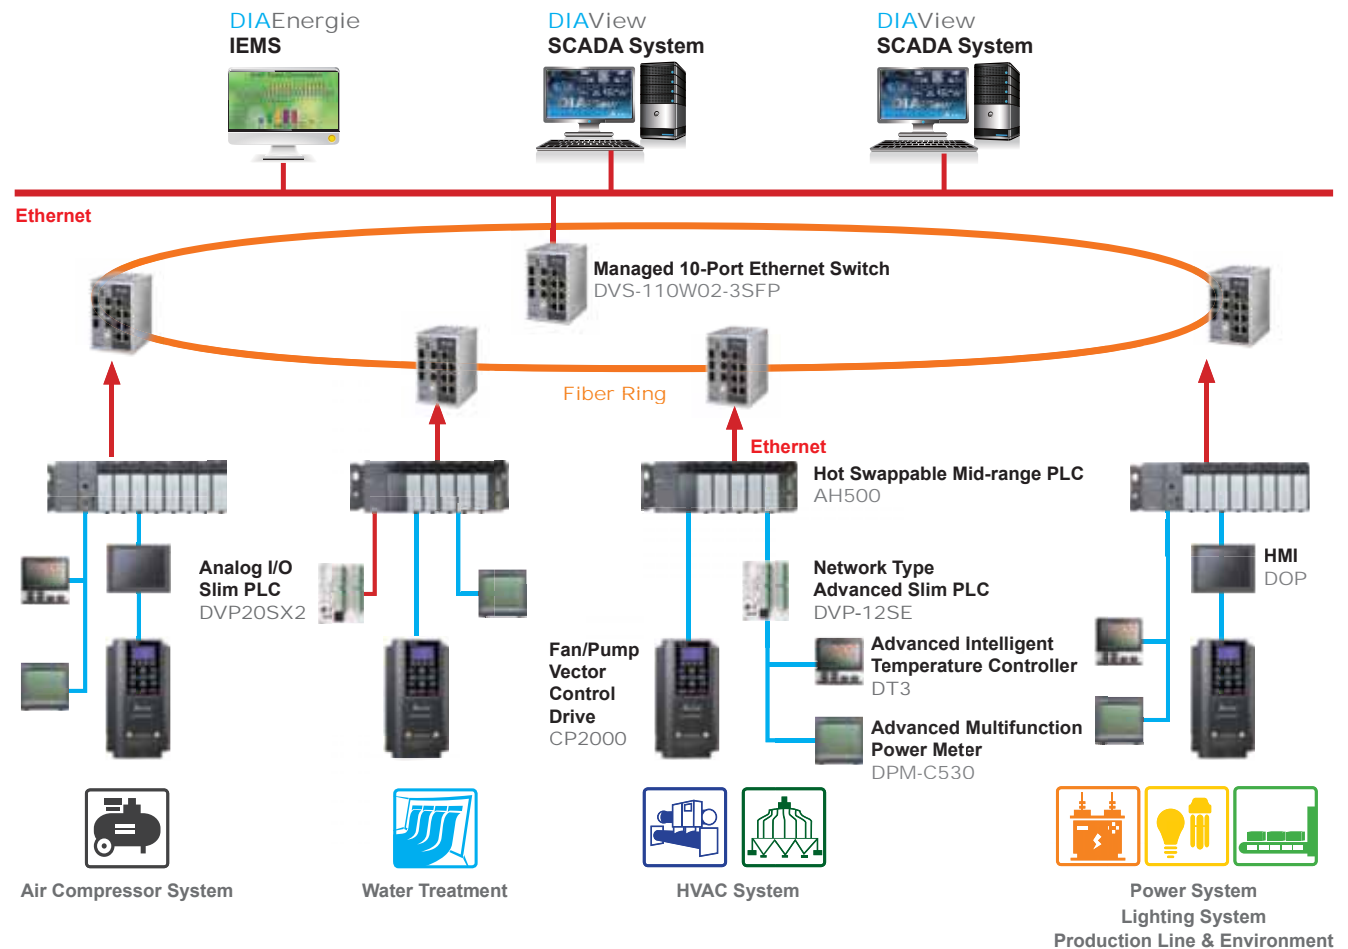 DIAEnergie
IEMS
DIAView
SCADA System
DIAView
SCADA System
Ethernet
Managed 10-Port Ethernet Switch
DVS-110W02-3SFP
Fiber Ring
Ethernet
Hot Swappable Mid-range PLC
AH500
Analog I/O
Slim PLC
DVP20SX2
Network Type
Advanced Slim PLC
DVP-12SE
HMI
DOP
Fan/Pump
Vector
Control
Drive
CP2000
Advanced Intelligent
Temperature Controller
DT3
Advanced Multifunction
Power Meter
DPM-C530
Air Compressor System
Water Treatment
HVAC System
Power System
Lighting System
Production Line & Environment